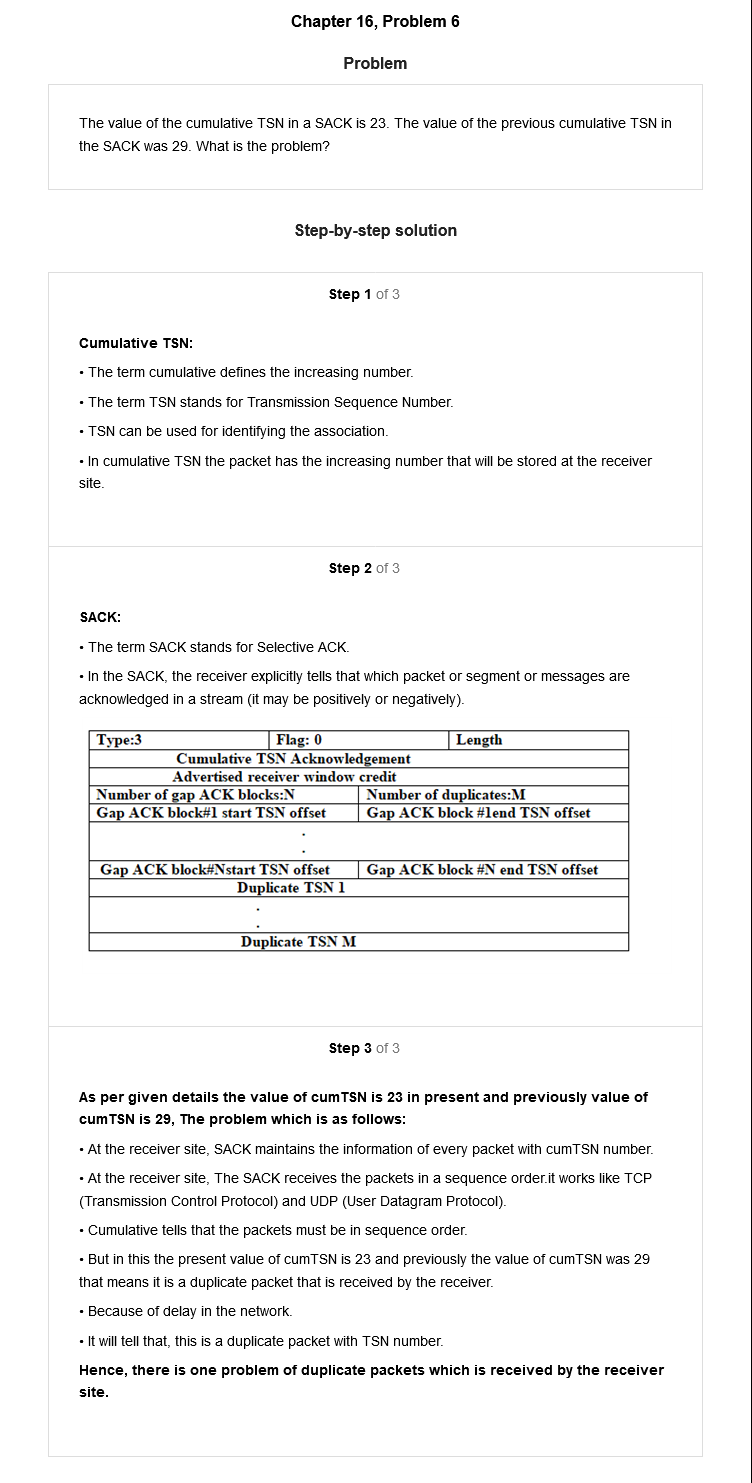 Chapter 16, Problem 6
Problem
The value of the cumulative TSN in a SACK is 23. The value of the previous cumulative TSN in
the SACK was 29. What is the problem?
Step-by-step solution
Step 1 of 3
Cumulative TSN:
• The term cumulative defines the increasing number.
• The term TSN stands for Transmission Sequence Number.
• TSN can be used for identifying the association.
• In cumulative TSN the packet has the increasing number that will be stored at the receiver
site.
Step 2 of 3
SACK:
• The term SACK stands for Selective ACK.
• In the SACK, the receiver explicitly tells that which packet or segment or messages are
acknowledged in a stream (it may be positively or negatively).
Type:3 Flag: 0 Length
Cumulative TSN Acknowledgement
Advertised receiver window credit
Number of gap ACK blocks:N Number of duplicates:M
Gap ACK block#1 start TSN offset Gap ACK block #1end TSN offset
.
.
Gap ACK block#Nstart TSN offset Gap ACK block #N end TSN offset
Duplicate TSN 1
.
.
Duplicate TSN M
Step 3 of 3
As per given details the value of cumTSN is 23 in present and previously value of
cumTSN is 29, The problem which is as follows:
• At the receiver site, SACK maintains the information of every packet with cumTSN number.
• At the receiver site, The SACK receives the packets in a sequence order.it works like TCP
(Transmission Control Protocol) and UDP (User Datagram Protocol).
• Cumulative tells that the packets must be in sequence order.
• But in this the present value of cumTSN is 23 and previously the value of cumTSN was 29
that means it is a duplicate packet that is received by the receiver.
• Because of delay in the network.
• It will tell that, this is a duplicate packet with TSN number.
Hence, there is one problem of duplicate packets which is received by the receiver
site.